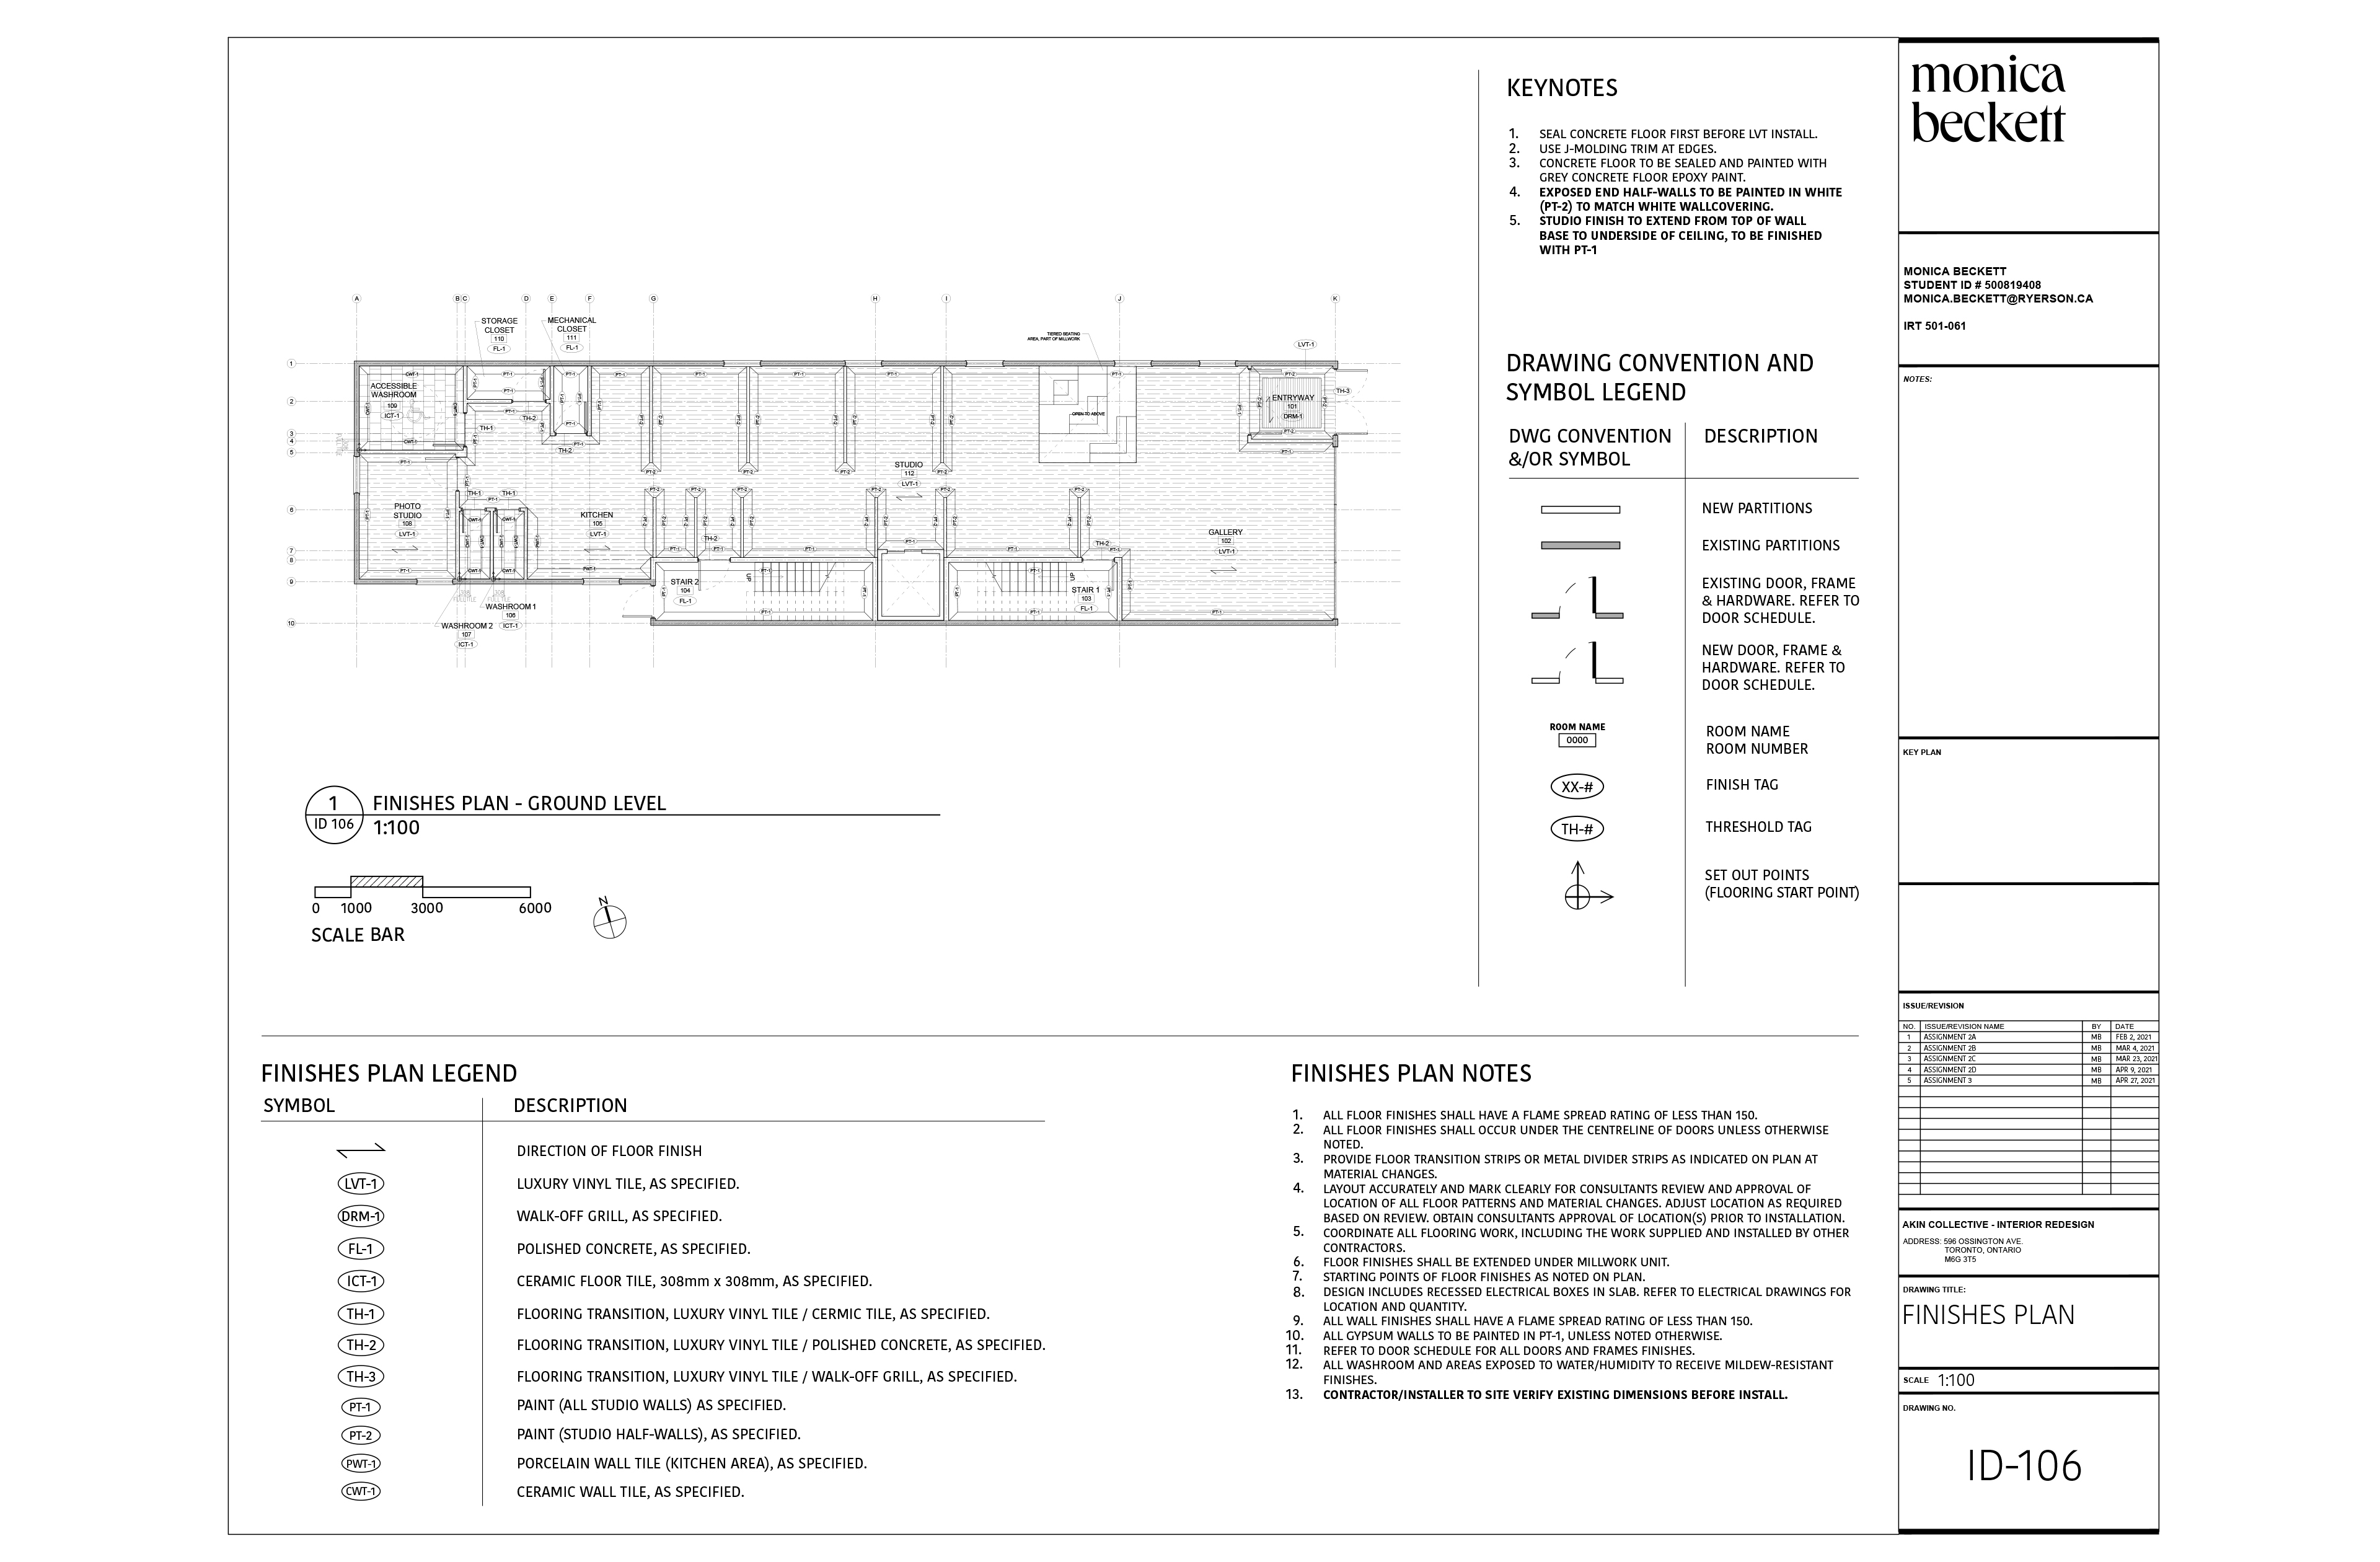 monica
beckett
MONICA BECKETT
STUDENT ID # 500819408
MONICA.BECKETT@RYERSON.CA
IRT 501-061
NOTES:
KEY PLAN
ISSUE/REVISION
NO. ISSUE/REVISION NAME BY DATE
1 ASSIGNMENT 2A MB FEB 2, 2021
2 ASSIGNMENT 2B MB MAR 4, 2021
3 ASSIGNMENT 2C MB MAR 23, 2021
4 ASSIGNMENT 2D MB APR 9, 2021
5 ASSIGNMENT 3 MB APR 27, 2021
AKIN COLLECTIVE - INTERIOR REDESIGN
ADDRESS: 596 OSSINGTON AVE.
TORONTO, ONTARIO
M6G 3T5
DRAWING TITLE:
FINISHES PLAN
SCALE 1:100
DRAWING NO.
ID-106
KEYNOTES
1. SEAL CONCRETE FLOOR FIRST BEFORE LVT INSTALL.
2. USE J-MOLDING TRIM AT EDGES.
3. CONCRETE FLOOR TO BE SEALED AND PAINTED WITH
GREY CONCRETE FLOOR EPOXY PAINT.
4. EXPOSED END HALF-WALLS TO BE PAINTED IN WHITE
(PT-2) TO MATCH WHITE WALLCOVERING.
5. STUDIO FINISH TO EXTEND FROM TOP OF WALL
BASE TO UNDERSIDE OF CEILING, TO BE FINISHED
WITH PT-1
DRAWING CONVENTION AND
SYMBOL LEGEND
DWG CONVENTION
&/OR SYMBOL
DESCRIPTION
NEW PARTITIONS
EXISTING PARTITIONS
EXISTING DOOR, FRAME
& HARDWARE. REFER TO
DOOR SCHEDULE.
NEW DOOR, FRAME &
HARDWARE. REFER TO
DOOR SCHEDULE.
ROOM NAME
0000
ROOM NAME
ROOM NUMBER
XX-# FINISH TAG
TH-# THRESHOLD TAG
SET OUT POINTS
(FLOORING START POINT)
A B C D E F G H I J K
1
2
3
4
5
6
7
8
9
10
STORAGE
CLOSET
110
FL-1
MECHANICAL
CLOSET
111
FL-1
TIERED SEATING
AREA, PART OF MILLWORK
LVT-1
TH-3
ACCESSIBLE
WASHROOM
109
ICT-1
ENTRYWAY
101
DRM-1
OPEN TO ABOVE
TH-1
TH-2
TH-2
STUDIO
112
LVT-1
PHOTO
STUDIO
108
LVT-1
TH-1
TH-1
KITCHEN
105
LVT-1
TH-2
TH-2
GALLERY
102
LVT-1
STAIR 2
104
FL-1
UP
UP
STAIR 1
103
FL-1
WASHROOM 1
106
ICT-1
WASHROOM 2
107
ICT-1
1
ID 106
FINISHES PLAN - GROUND LEVEL
1:100
0 1000 3000 6000
SCALE BAR
N
FINISHES PLAN LEGEND
SYMBOL DESCRIPTION
DIRECTION OF FLOOR FINISH
LVT-1 LUXURY VINYL TILE, AS SPECIFIED.
DRM-1 WALK-OFF GRILL, AS SPECIFIED.
FL-1 POLISHED CONCRETE, AS SPECIFIED.
ICT-1 CERAMIC FLOOR TILE, 308mm x 308mm, AS SPECIFIED.
TH-1 FLOORING TRANSITION, LUXURY VINYL TILE / CERMIC TILE, AS SPECIFIED.
TH-2 FLOORING TRANSITION, LUXURY VINYL TILE / POLISHED CONCRETE, AS SPECIFIED.
TH-3 FLOORING TRANSITION, LUXURY VINYL TILE / WALK-OFF GRILL, AS SPECIFIED.
PT-1 PAINT (ALL STUDIO WALLS) AS SPECIFIED.
PT-2 PAINT (STUDIO HALF-WALLS), AS SPECIFIED.
PWT-1 PORCELAIN WALL TILE (KITCHEN AREA), AS SPECIFIED.
CWT-1 CERAMIC WALL TILE, AS SPECIFIED.
FINISHES PLAN NOTES
1. ALL FLOOR FINISHES SHALL HAVE A FLAME SPREAD RATING OF LESS THAN 150.
2. ALL FLOOR FINISHES SHALL OCCUR UNDER THE CENTRELINE OF DOORS UNLESS OTHERWISE
NOTED.
3. PROVIDE FLOOR TRANSITION STRIPS OR METAL DIVIDER STRIPS AS INDICATED ON PLAN AT
MATERIAL CHANGES.
4. LAYOUT ACCURATELY AND MARK CLEARLY FOR CONSULTANTS REVIEW AND APPROVAL OF
LOCATION OF ALL FLOOR PATTERNS AND MATERIAL CHANGES. ADJUST LOCATION AS REQUIRED
BASED ON REVIEW. OBTAIN CONSULTANTS APPROVAL OF LOCATION(S) PRIOR TO INSTALLATION.
5. COORDINATE ALL FLOORING WORK, INCLUDING THE WORK SUPPLIED AND INSTALLED BY OTHER
CONTRACTORS.
6. FLOOR FINISHES SHALL BE EXTENDED UNDER MILLWORK UNIT.
7. STARTING POINTS OF FLOOR FINISHES AS NOTED ON PLAN.
8. DESIGN INCLUDES RECESSED ELECTRICAL BOXES IN SLAB. REFER TO ELECTRICAL DRAWINGS FOR
LOCATION AND QUANTITY.
9. ALL WALL FINISHES SHALL HAVE A FLAME SPREAD RATING OF LESS THAN 150.
10. ALL GYPSUM WALLS TO BE PAINTED IN PT-1, UNLESS NOTED OTHERWISE.
11. REFER TO DOOR SCHEDULE FOR ALL DOORS AND FRAMES FINISHES.
12. ALL WASHROOM AND AREAS EXPOSED TO WATER/HUMIDITY TO RECEIVE MILDEW-RESISTANT
FINISHES.
13. CONTRACTOR/INSTALLER TO SITE VERIFY EXISTING DIMENSIONS BEFORE INSTALL.